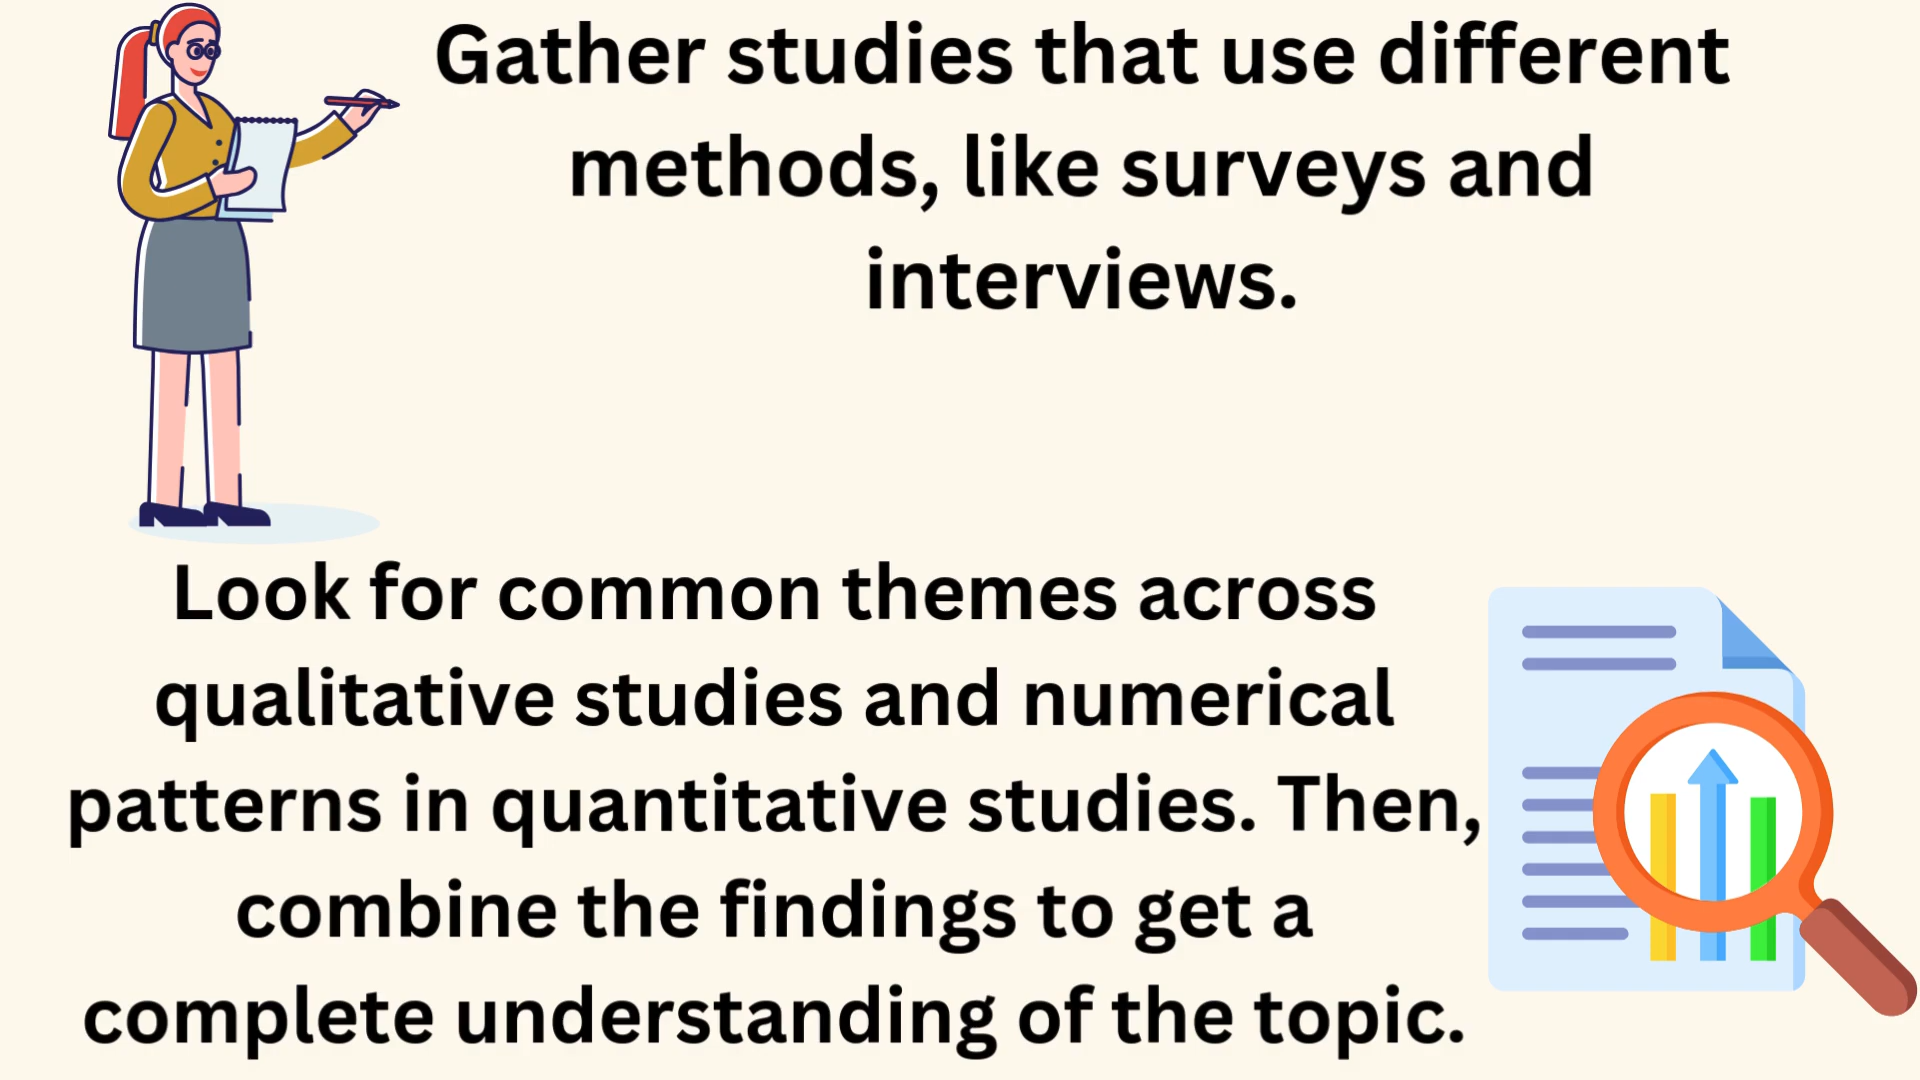 Gather studies that use different
methods, like surveys and
interviews.
Look for common themes across
qualitative studies and numerical
patterns in quantitative studies. Then,
combine the findings to get a
complete understanding of the topic.